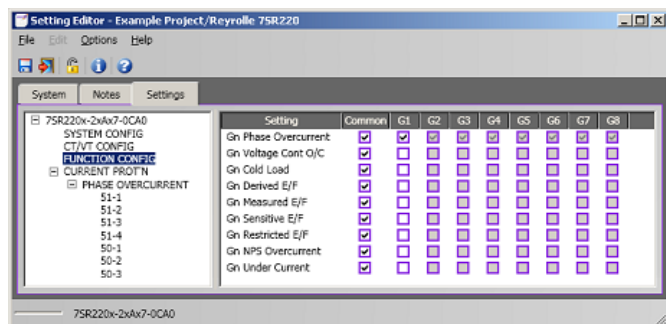 Setting Editor - Example Project/Reyrolle 7SR220
File Edit Options Help
System Notes Settings
7SR220x-2xAx7-0CA0
SYSTEM CONFIG
CT/VT CONFIG
FUNCTION CONFIG
CURRENT PROT'N
PHASE OVERCURRENT
51-1
51-2
51-3
51-4
50-1
50-2
50-3
Setting Common G1 G2 G3 G4 G5 G6 G7 G8
Gn Phase Overcurrent
Gn Voltage Cont O/C
Gn Cold Load
Gn Derived E/F
Gn Measured E/F
Gn Sensitive E/F
Gn Restricted E/F
Gn NPS Overcurrent
Gn Under Current
7SR220x-2xAx7-0CA0